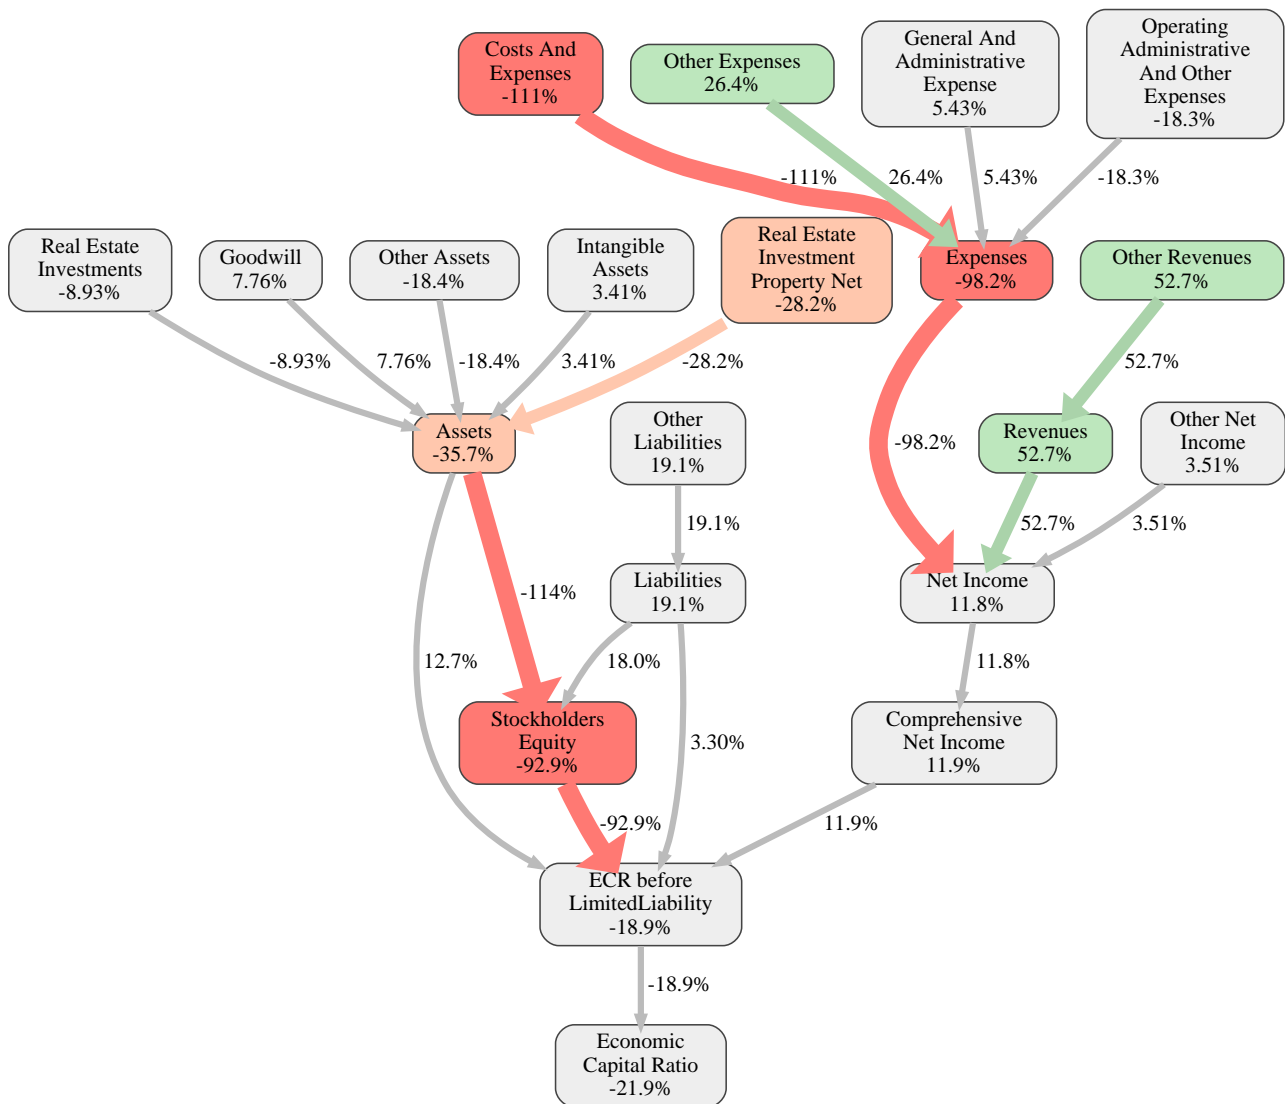 Costs And
Expenses
-111%
Other Expenses
26.4%
General And
Administrative
Expense
5.43%
Operating
Administrative
And Other
Expenses
-18.3%
-111%
26.4%
5.43%
-18.3%
Real Estate
Investments
-8.93%
Goodwill
7.76%
Other Assets
-18.4%
Intangible
Assets
3.41%
Real Estate
Investment
Property Net
-28.2%
Expenses
-98.2%
Other Revenues
52.7%
-8.93%
7.76%
-18.4%
3.41%
-28.2%
52.7%
Assets
-35.7%
Other
Liabilities
19.1%
-98.2%
Revenues
52.7%
Other Net
Income
3.51%
19.1%
52.7%
3.51%
-114%
Liabilities
19.1%
Net Income
11.8%
12.7%
18.0%
11.8%
Stockholders
Equity
-92.9%
3.30%
Comprehensive
Net Income
11.9%
-92.9%
11.9%
ECR before
LimitedLiability
-18.9%
-18.9%
Economic
Capital Ratio
-21.9%